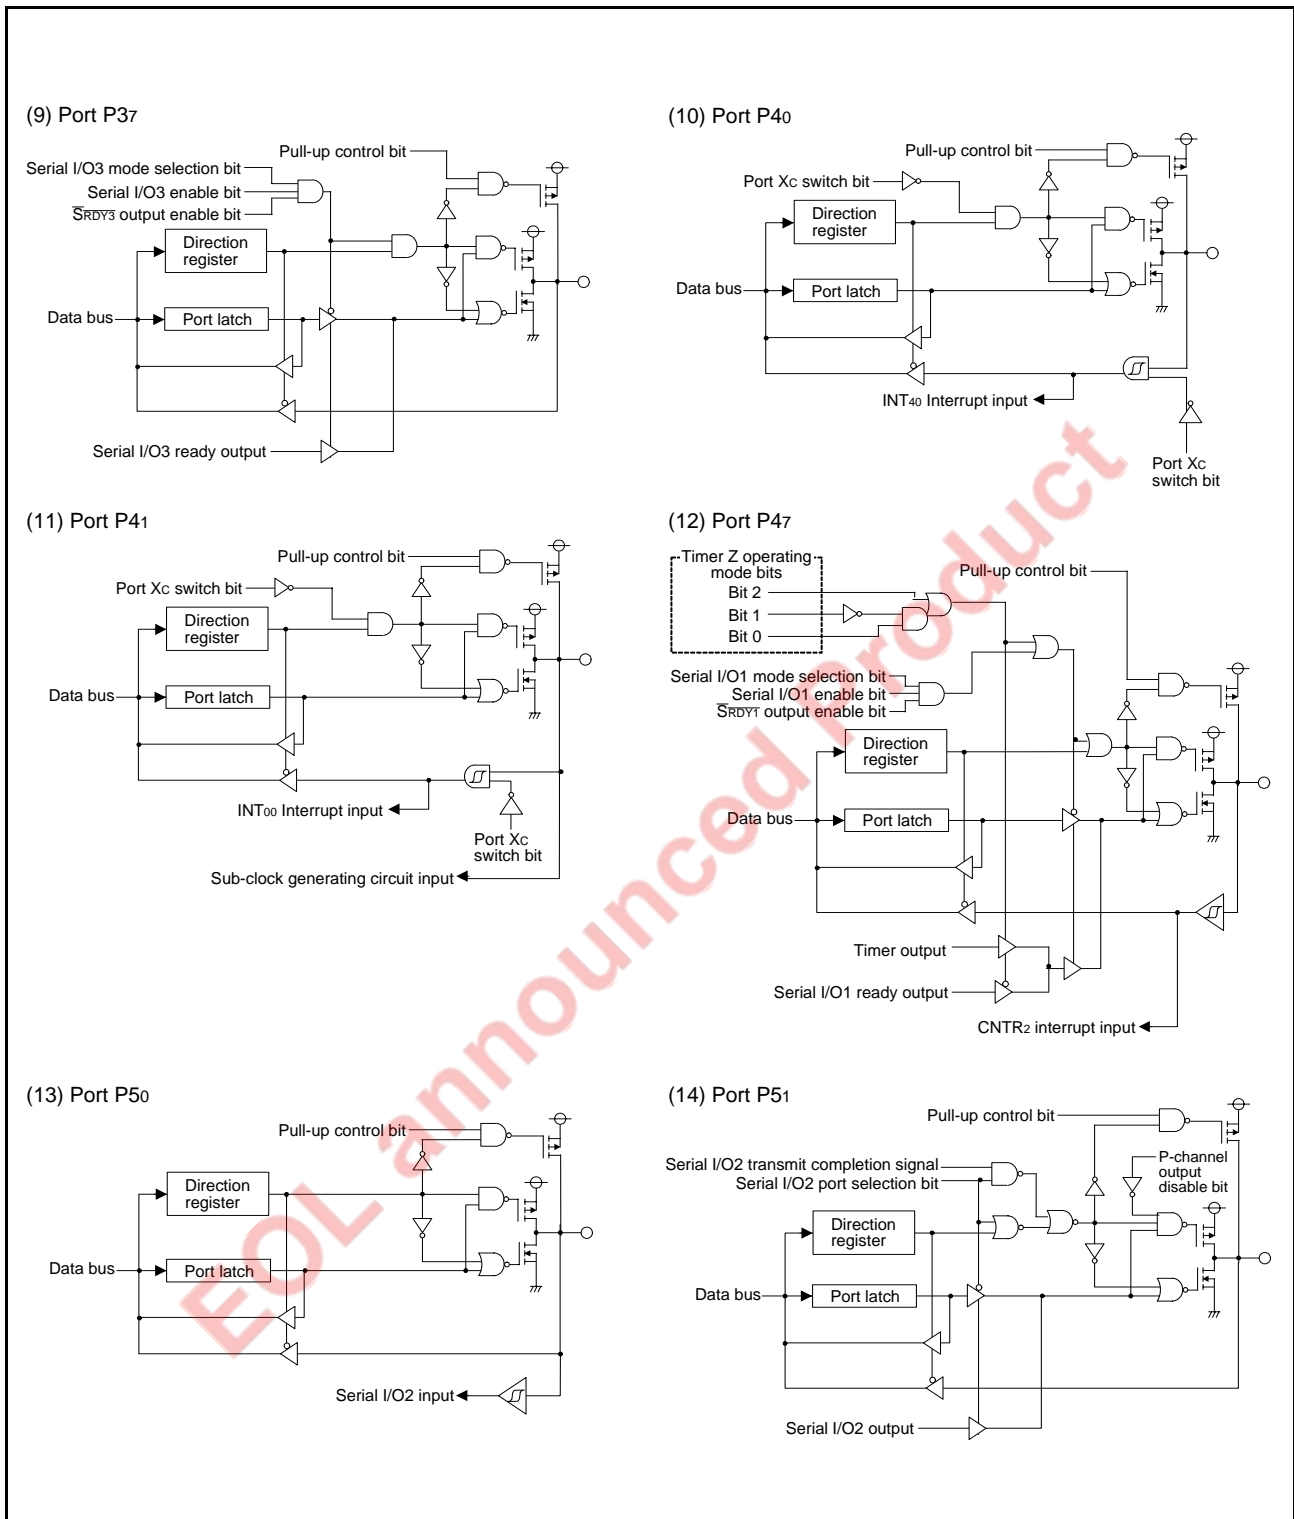 (9) Port P37
Pull-up control bit
Serial I/O3 mode selection bit
Serial I/O3 enable bit
SRDY3 output enable bit
Direction
register
Data bus
Port latch
Serial I/O3 ready output
(10) Port P40
Pull-up control bit
Port XC switch bit
Direction
register
Data bus
Port latch
INT40 Interrupt input
Port XC
switch bit
(11) Port P41
Pull-up control bit
Port XC switch bit
Direction
register
Data bus
Port latch
INT00 Interrupt input
Port XC
switch bit
Sub-clock generating circuit input
(12) Port P47
Timer Z operating
mode bits
Bit 2
Bit 1
Bit 0
Pull-up control bit
Serial I/O1 mode selection bit
Serial I/O1 enable bit
SRDY1 output enable bit
Direction
register
Data bus
Port latch
Timer output
Serial I/O1 ready output
CNTR2 interrupt input
(13) Port P50
Pull-up control bit
Direction
register
Data bus
Port latch
Serial I/O2 input
(14) Port P51
Pull-up control bit
Serial I/O2 transmit completion signal
Serial I/O2 port selection bit
P-channel
output
disable bit
Direction
register
Data bus
Port latch
Serial I/O2 output
EOL announced Product